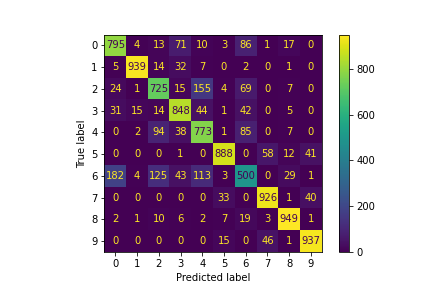 0 795 4 13 71 10 3 86 1 17 0
1 5 939 14 32 7 0 2 0 1 0
2 24 1 725 15 155 4 69 0 7 0
3 31 15 14 848 44 1 42 0 5 0
4 0 2 94 38 773 1 85 0 7 0
5 0 0 0 1 0 888 0 58 12 41
6 182 4 125 43 113 3 500 0 29 1
7 0 0 0 0 0 33 0 926 1 40
8 2 1 10 6 2 7 19 3 949 1
9 0 0 0 0 0 15 0 46 1 937
0 1 2 3 4 5 6 7 8 9
Predicted label
True label
800
600
400
200
0